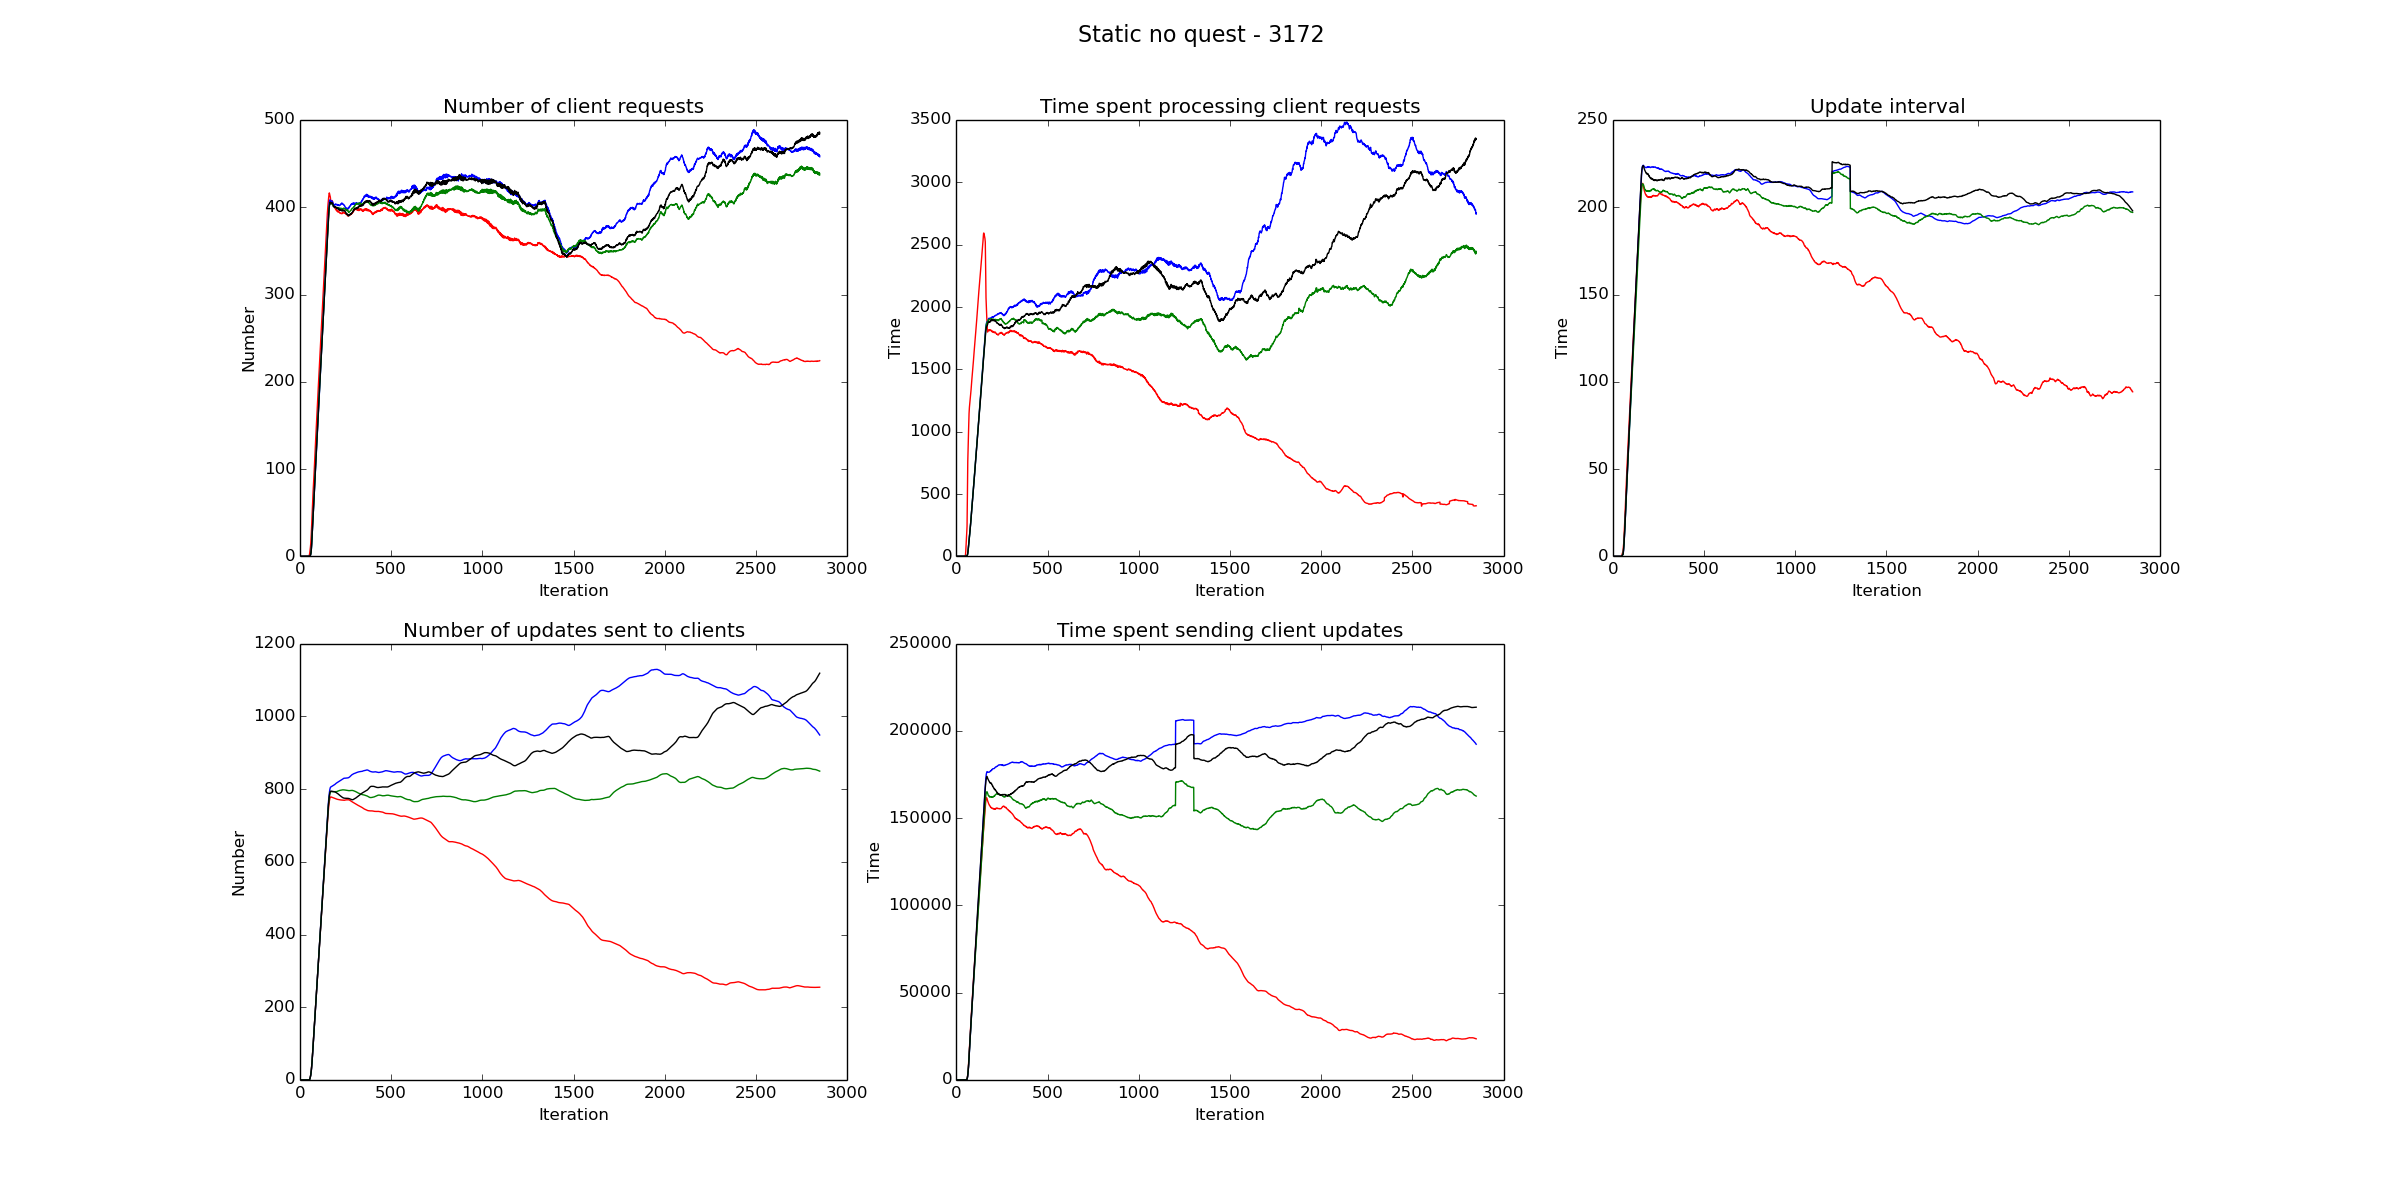 Static no quest - 3172
Number of client requests
Number
500
400
300
200
100
0
0 500 1000 1500 2000 2500 3000
Iteration
Time spent processing client requests
Time
3500
3000
2500
2000
1500
1000
500
0
0 500 1000 1500 2000 2500 3000
Iteration
Update interval
Time
250
200
150
100
50
0
0 500 1000 1500 2000 2500 3000
Iteration
Number of updates sent to clients
Number
1200
1000
800
600
400
200
0
0 500 1000 1500 2000 2500 3000
Iteration
Time spent sending client updates
Time
250000
200000
150000
100000
50000
0
0 500 1000 1500 2000 2500 3000
Iteration